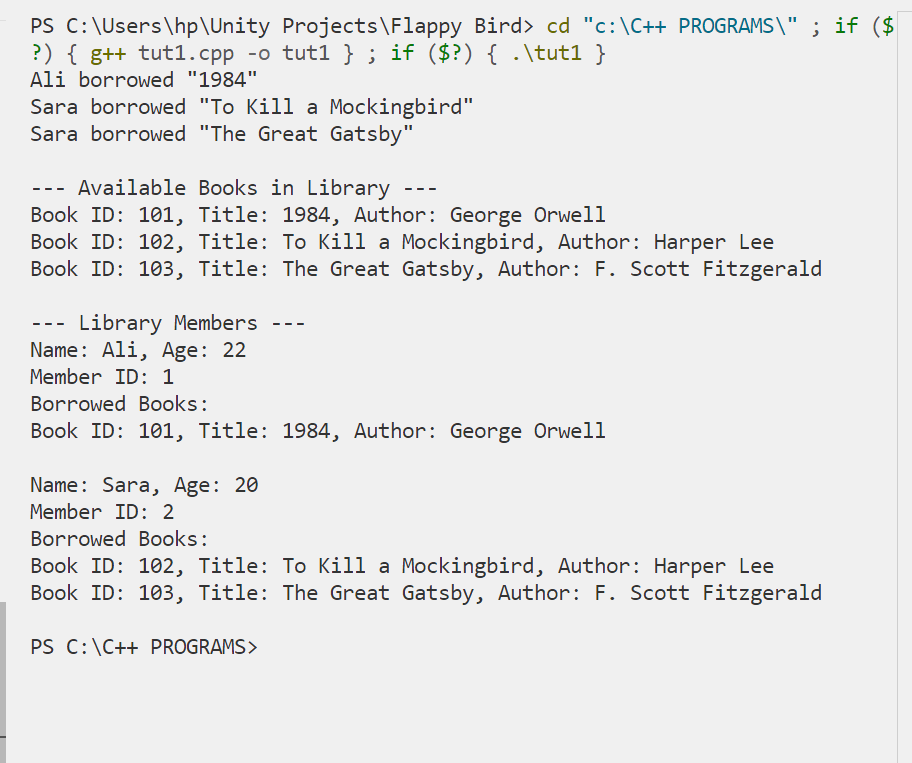 PS C:\Users\hp\Unity Projects\Flappy Bird> cd "c:\C++ PROGRAMS\" ; if ($
?) { g++ tut1.cpp -o tut1 } ; if ($?) { .\tut1 }
Ali borrowed "1984"
Sara borrowed "To Kill a Mockingbird"
Sara borrowed "The Great Gatsby"

--- Available Books in Library ---
Book ID: 101, Title: 1984, Author: George Orwell
Book ID: 102, Title: To Kill a Mockingbird, Author: Harper Lee
Book ID: 103, Title: The Great Gatsby, Author: F. Scott Fitzgerald

--- Library Members ---
Name: Ali, Age: 22
Member ID: 1
Borrowed Books:
Book ID: 101, Title: 1984, Author: George Orwell

Name: Sara, Age: 20
Member ID: 2
Borrowed Books:
Book ID: 102, Title: To Kill a Mockingbird, Author: Harper Lee
Book ID: 103, Title: The Great Gatsby, Author: F. Scott Fitzgerald

PS C:\C++ PROGRAMS>